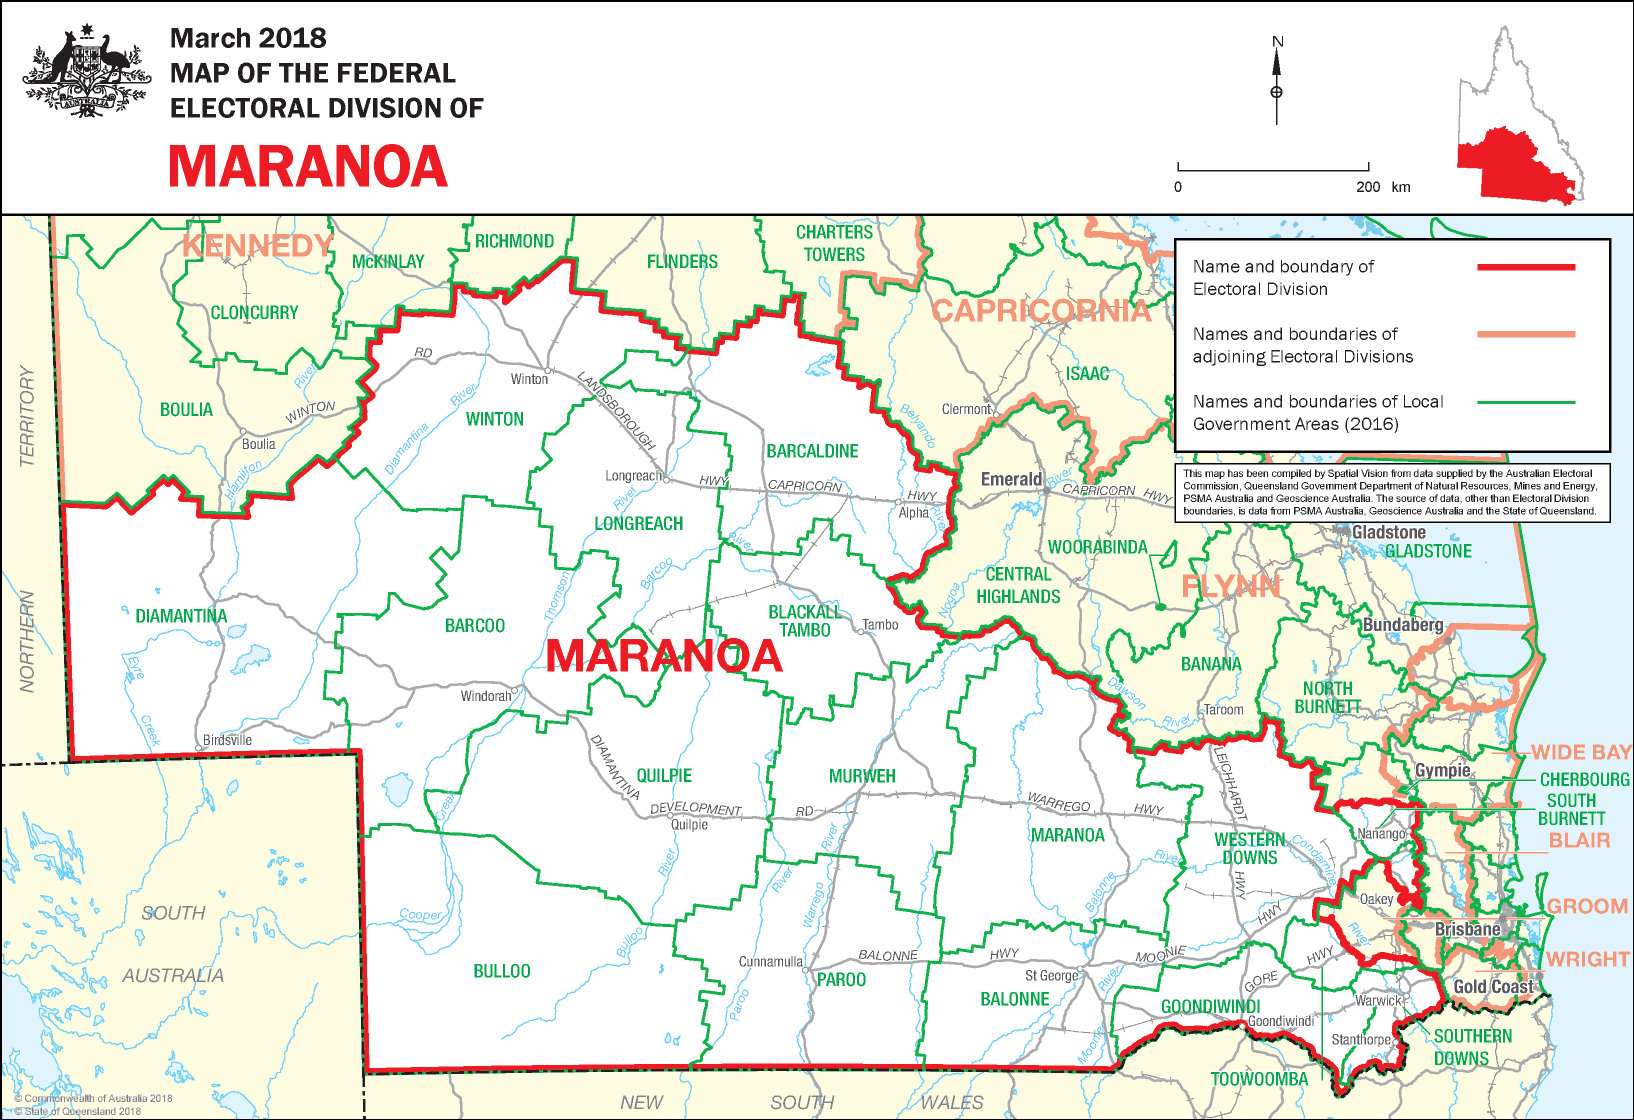 March 2018
MAP OF THE FEDERAL
ELECTORAL DIVISION OF
MARANOA
AUSTRALIA
N
0 200 km
Name and boundary of
Electoral Division
Names and boundaries of
adjoining Electoral Divisions
Names and boundaries of Local
Government Areas (2016)
This map has been compiled by Spatial Vision from data supplied by the Australian Electoral
Commission, Queensland Government Department of Natural Resources, Mines and Energy,
PSMA Australia and Geoscience Australia. The source of data, other than Electoral Division
boundaries, is data from PSMA Australia, Geoscience Australia and the State of Queensland.
KENNEDY
McKINLAY
RICHMOND
FLINDERS
CHARTERS
TOWERS
CLONCURRY
CAPRICORNIA
ISAAC
RD
Winton
LANDSBOROUGH
Clermont
BOULIA
WINTON
River
River
WINTON
Boulia
Diamantina
Belyando
BARCALDINE
TERRITORY
Hamilton
Longreach
HWY
CAPRICORN
HWY
Emerald
River
CAPRICORN
HWY
Alpha
River
River
LONGREACH
River
Gladstone
GLADSTONE
WOORABINDA
CENTRAL
HIGHLANDS
FLYNN
Barcoo
Thomson
Nogoa
DIAMANTINA
BARCOO
BLACKALL
TAMBO
Tambo
Bundaberg
NORTHERN
MARANOA
Eyre
Creek
BANANA
NORTH
BURNETT
Windorah
Dawson
River
Taroom
Birdsville
DIAMANTINA
QUILPIE
MURWEH
LEICHHARDT
HWY
WIDE BAY
Gympie
CHERBOURG
SOUTH
BURNETT
Creek
DEVELOPMENT
RD
Quilpie
WARREGO
HWY
MARANOA
WESTERN
DOWNS
Nanango
BLAIR
River
River
River
River
Condamine
Balonne
Warrego
HWY
Oakey
GROOM
SOUTH
Cooper
Bulloo
River
Brisbane
AUSTRALIA
BULLOO
Cunnamulla
BALONNE
HWY
MOONIE
HWY
WRIGHT
PAROO
St George
River
GORE
Gold Coast
Paroo
BALONNE
GOONDIWINDI
Warwick
Moonie
Goondiwindi
Stanthorpe
SOUTHERN
DOWNS
TOOWOOMBA
© Commonwealth of Australia 2018
© State of Queensland 2018
NEW SOUTH WALES